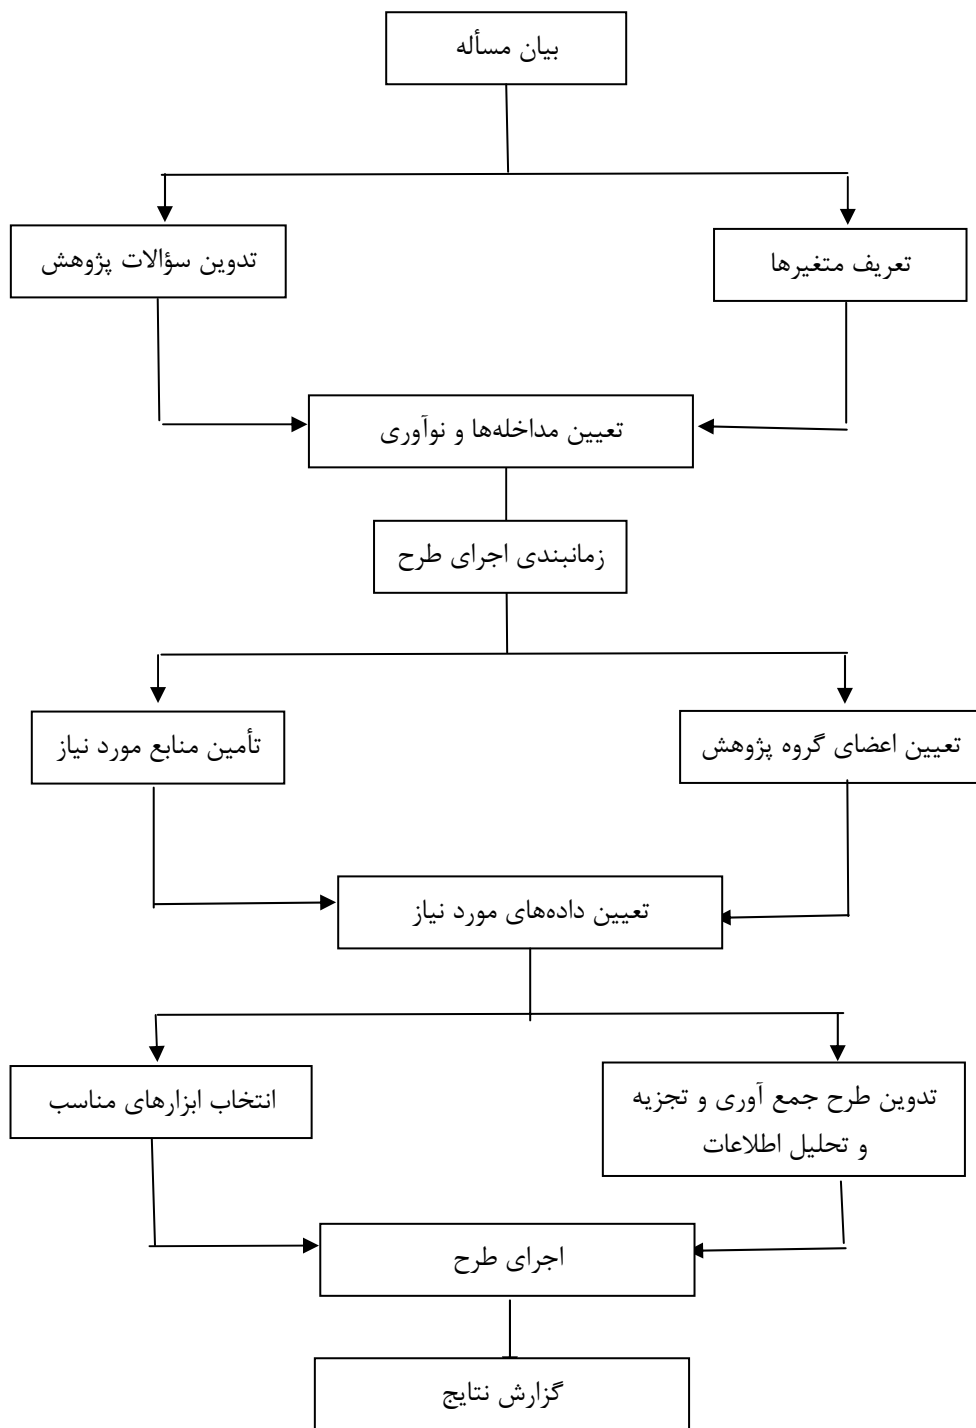 بیان مسأله
تعریف متغیرها
تدوین سؤالات پژوهش
تعیین مداخله‌ها و نوآوری
زمانبندی اجرای طرح
تعیین اعضای گروه پژوهش
تأمین منابع مورد نیاز
تعیین داده‌های مورد نیاز
تدوین طرح جمع آوری و تجزیه
و تحلیل اطلاعات
انتخاب ابزارهای مناسب
اجرای طرح
گزارش نتایج